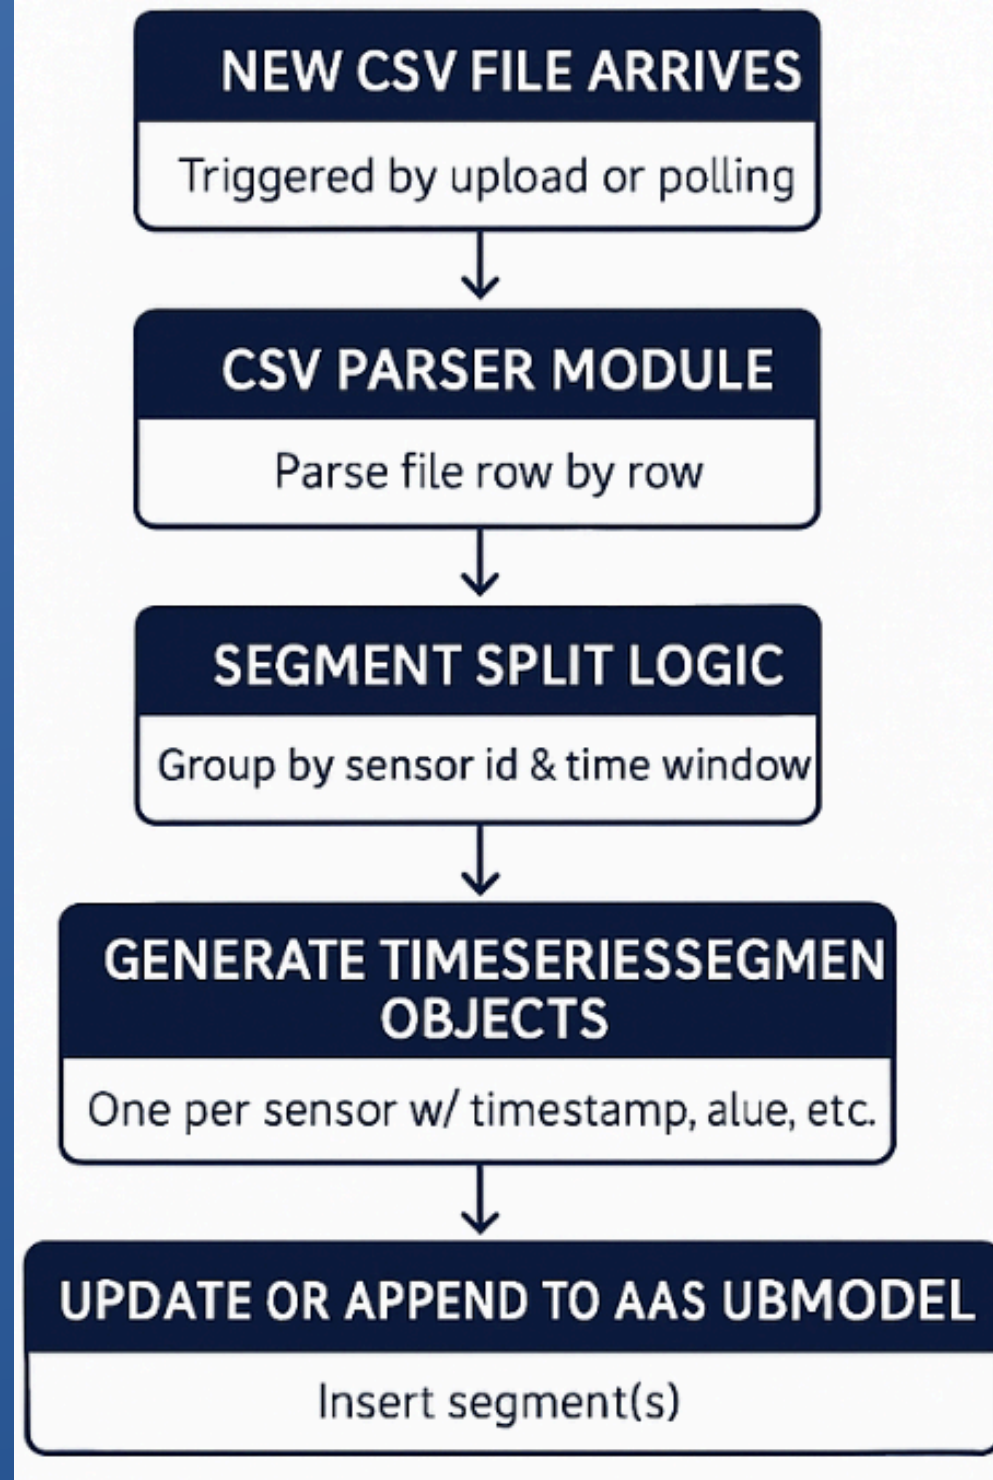 NEW CSV FILE ARRIVES
Triggered by upload or polling
CSV PARSER MODULE
Parse file row by row
SEGMENT SPLIT LOGIC
Group by sensor id & time window
GENERATE TIMESERIESSEGMEN
OBJECTS
One per sensor w/ timestamp, alue, etc.
UPDATE OR APPEND TO AAS UBMODEL
Insert segment(s)